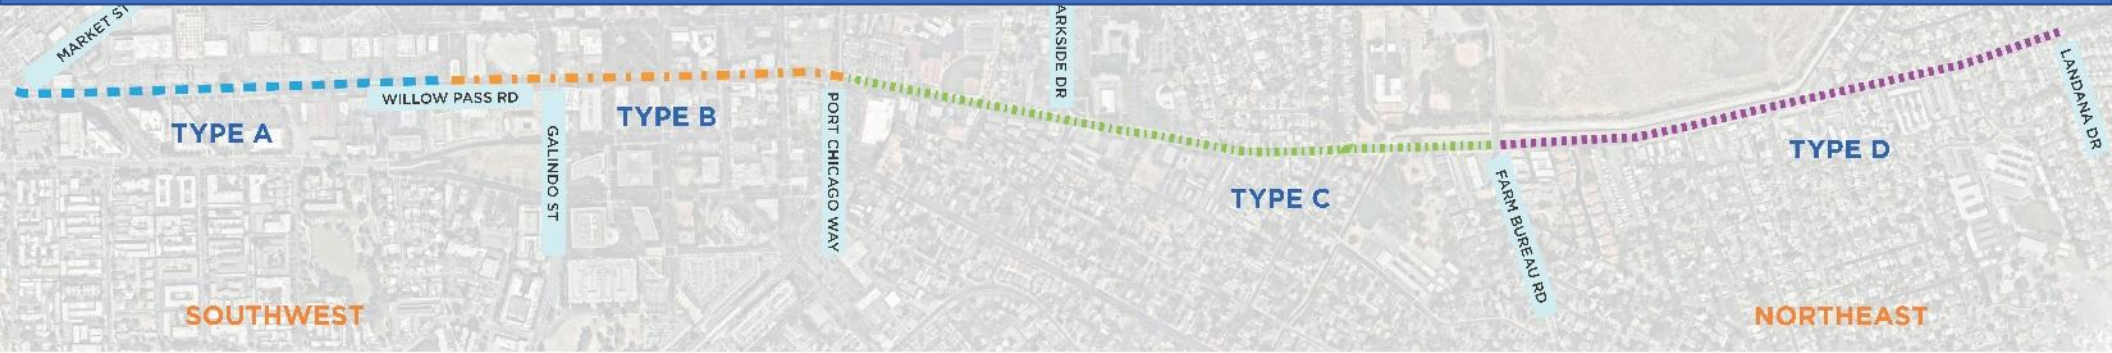 MARKET ST
WILLOW PASS RD
TYPE A
GALINDO ST
TYPE B
PORT CHICAGO WAY
ARKSIDE DR
TYPE C
FARM BUREAU RD
TYPE D
LANDANA DR
SOUTHWEST
NORTHEAST